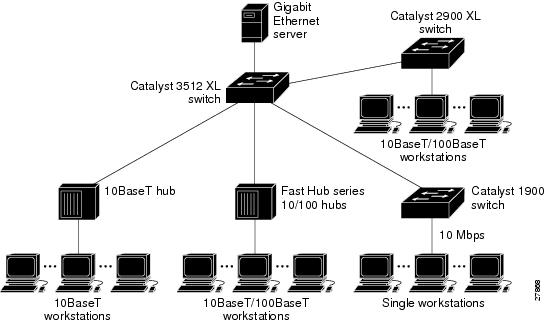 Gigabit
Ethernet
server
Catalyst 2900 XL
switch
Catalyst 3512 XL
switch
10BaseT/100BaseT
workstations
10BaseT hub
Fast Hub series
10/100 hubs
Catalyst 1900
switch
10 Mbps
10BaseT
workstations
10BaseT/100BaseT
workstations
Single workstations
27868